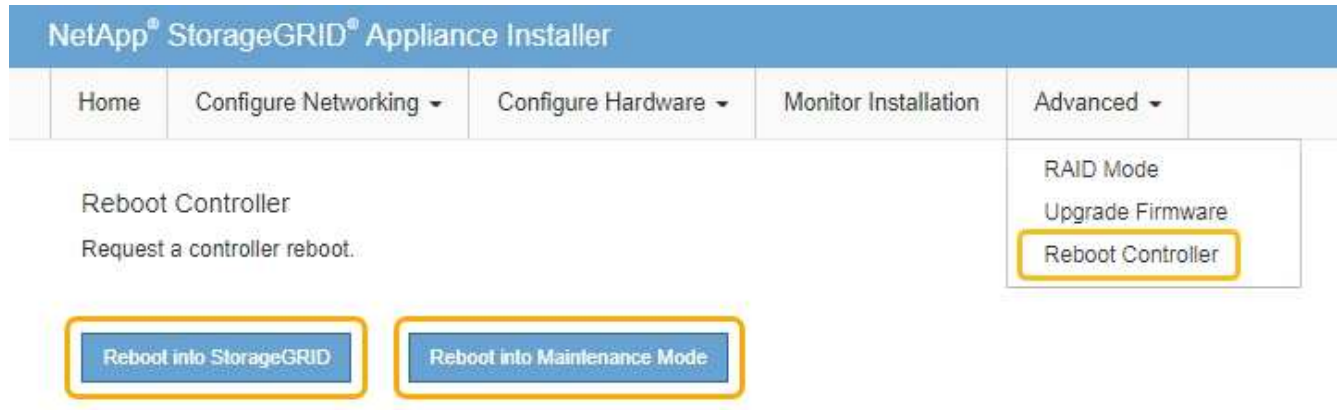 NetApp® StorageGRID® Appliance Installer
Home Configure Networking Configure Hardware Monitor Installation Advanced
RAID Mode
Upgrade Firmware
Reboot Controller
Reboot Controller
Request a controller reboot.
Reboot into StorageGRID Reboot into Maintenance Mode